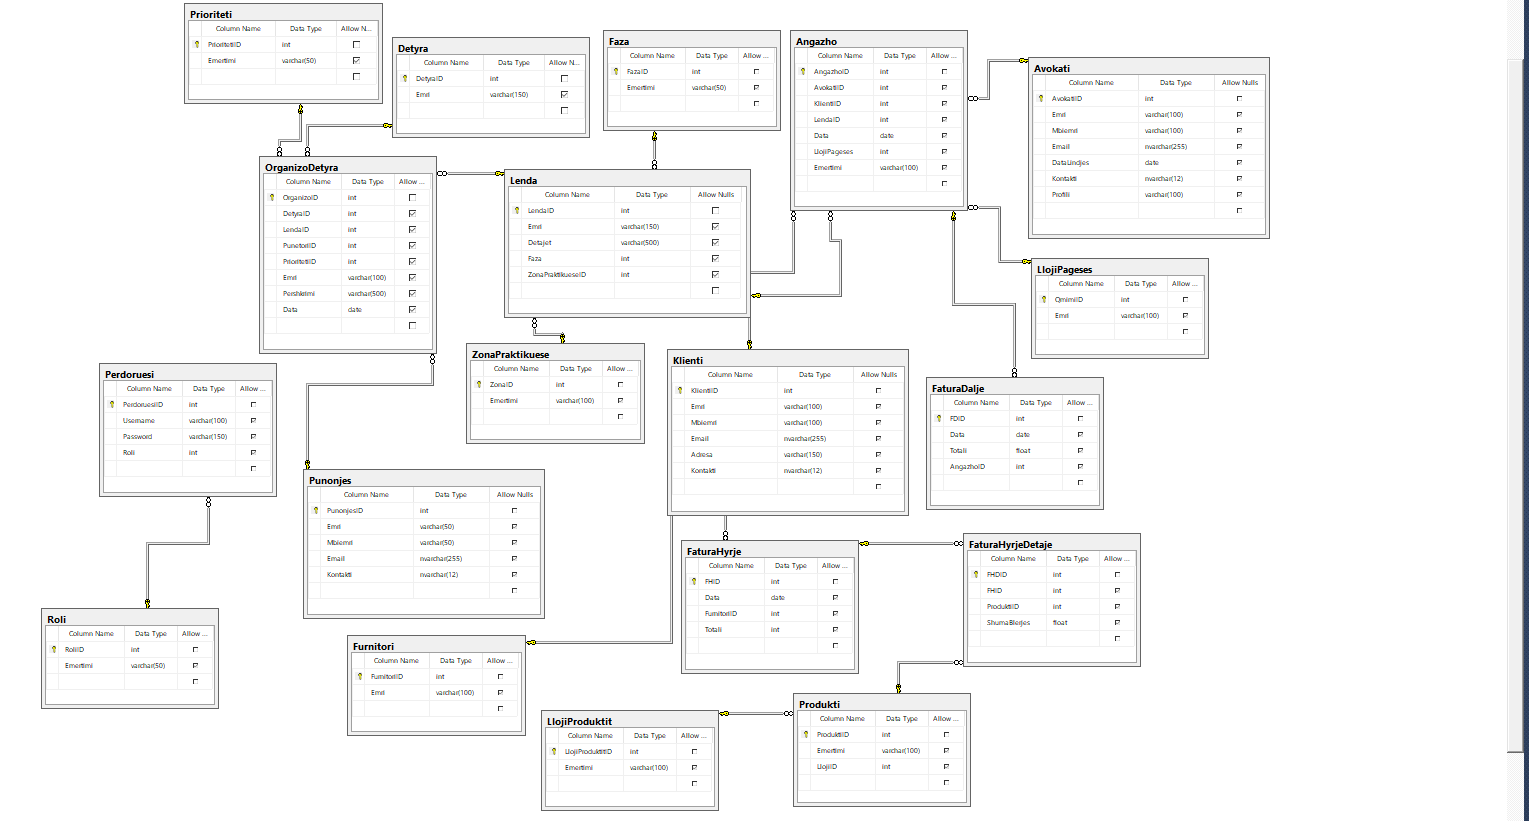 Prioriteti
Column Name Data Type Allow N...
PrioritetiID int
Emertimi varchar(50)
Detyra
Column Name Data Type Allow N...
DetyraID int
Emri varchar(150)
Faza
Column Name Data Type Allow ...
FazaID int
Emertimi varchar(50)
Angazho
Column Name Data Type Allow ...
AngazhoID int
AvokatiID int
KlientiID int
LendaID int
Data date
LlojiPageses int
Emertimi varchar(100)
Avokati
Column Name Data Type Allow Nulls
AvokatiID int
Emri varchar(100)
Mbiemri varchar(100)
Email nvarchar(255)
DataLindjes date
Kontakti nvarchar(12)
Profili varchar(100)
OrganizoDetyra
Column Name Data Type Allow ...
OrganizoID int
DetyraID int
LendaID int
PunetoriID int
PrioritetiID int
Emri varchar(100)
Pershkrimi varchar(500)
Data date
Lenda
Column Name Data Type Allow Nulls
LendaID int
Emri varchar(150)
Detajet varchar(500)
Faza int
ZonaPraktikueseID int
LlojiPageses
Column Name Data Type Allow ...
QmimiID int
Emri varchar(100)
ZonaPraktikuese
Column Name Data Type Allow ...
ZonaID int
Emertimi varchar(100)
Klienti
Column Name Data Type Allow Nulls
KlientiID int
Emri varchar(100)
Mbiemri varchar(100)
Email nvarchar(255)
Adresa varchar(150)
Kontakti nvarchar(12)
Perdoruesi
Column Name Data Type Allow ...
PerdoruesiID int
Username varchar(100)
Password varchar(150)
Roli int
FaturaDalje
Column Name Data Type Allow ...
FDID int
Data date
Totali float
AngazhoID int
Punonjes
Column Name Data Type Allow Nulls
PunonjesID int
Emri varchar(50)
Mbiemri varchar(50)
Email nvarchar(255)
Kontakti nvarchar(12)
FaturaHyrje
Column Name Data Type Allow ...
FHID int
Data date
FurnitoriID int
Totali int
FaturaHyrjeDetaje
Column Name Data Type Allow ...
FHDID int
FHID int
ProduktiID int
ShumaBlerjes float
Roli
Column Name Data Type Allow ...
RoliID int
Emertimi varchar(50)
Furnitori
Column Name Data Type Allow ...
FurnitoriID int
Emri varchar(100)
LlojiProduktit
Column Name Data Type Allow ...
LlojiProduktitID int
Emertimi varchar(100)
Produkti
Column Name Data Type Allow ...
ProduktiID int
Emertimi varchar(100)
LlojiID int